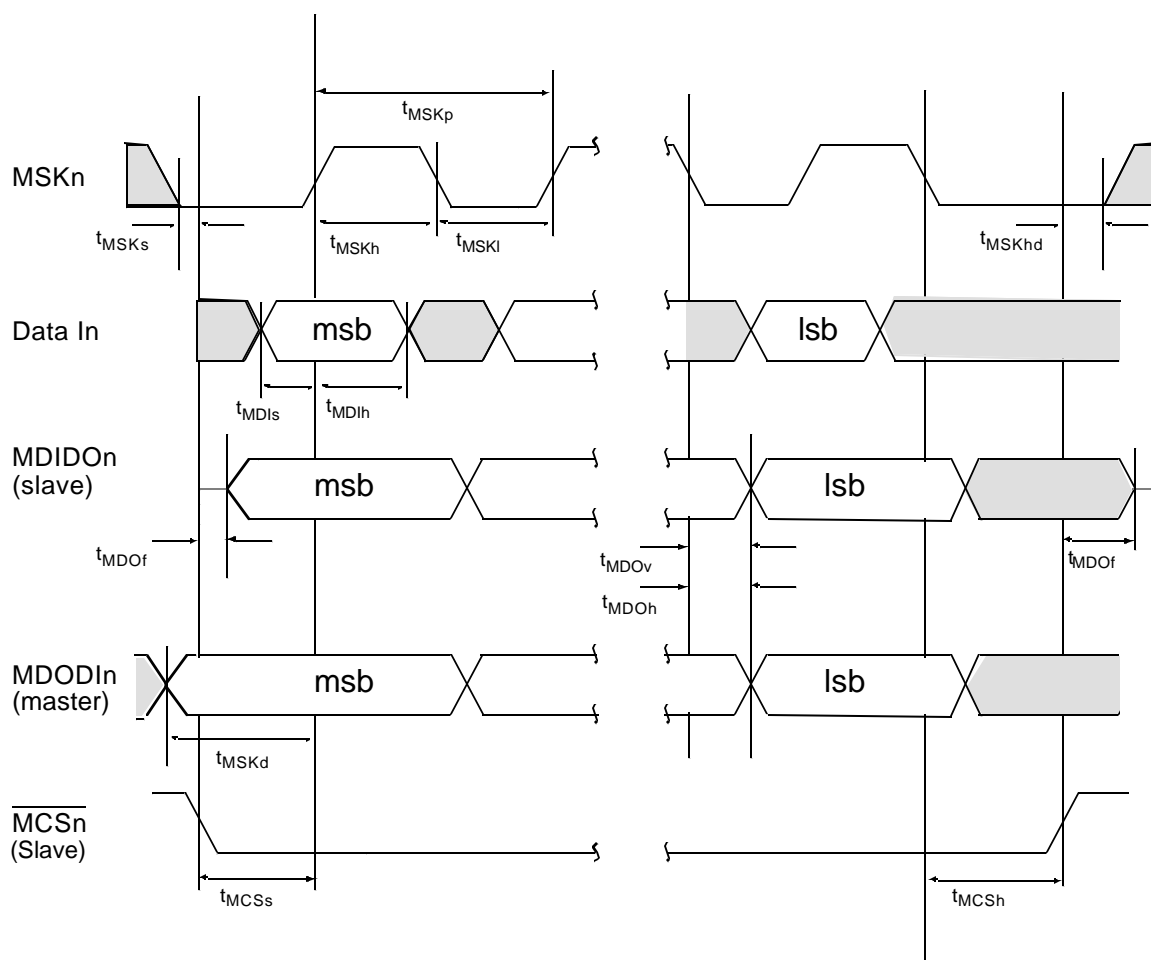 tMSKp
MSKn
tMSKs
tMSKh
tMSKl
tMSKhd
Data In
msb
lsb
tMDIs
tMDIh
MDIDOn
(slave)
msb
lsb
tMDOf
tMDOv
tMDOf
tMDOh
MDODIn
(master)
msb
lsb
tMSKd
MCSn
(Slave)
tMCSs
tMCSh